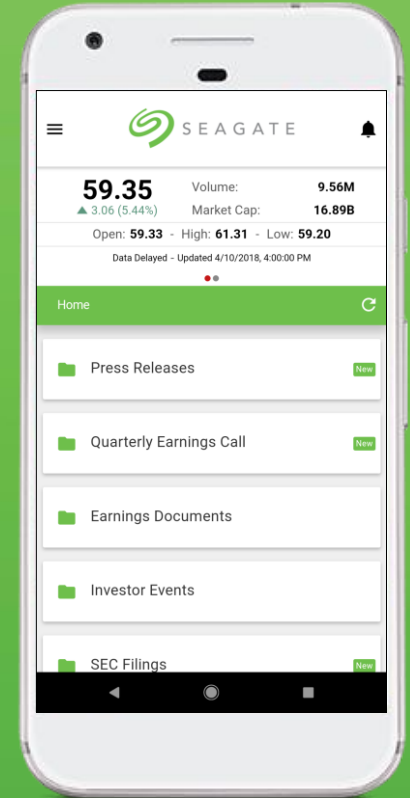 SEAGATE
59.35 Volume: 9.56M
▲ 3.06 (5.44%) Market Cap: 16.89B
Open: 59.33 - High: 61.31 - Low: 59.20
Data Delayed - Updated 4/10/2018, 4:00:00 PM
Home
Press Releases New
Quarterly Earnings Call New
Earnings Documents
Investor Events
SEC Filings New